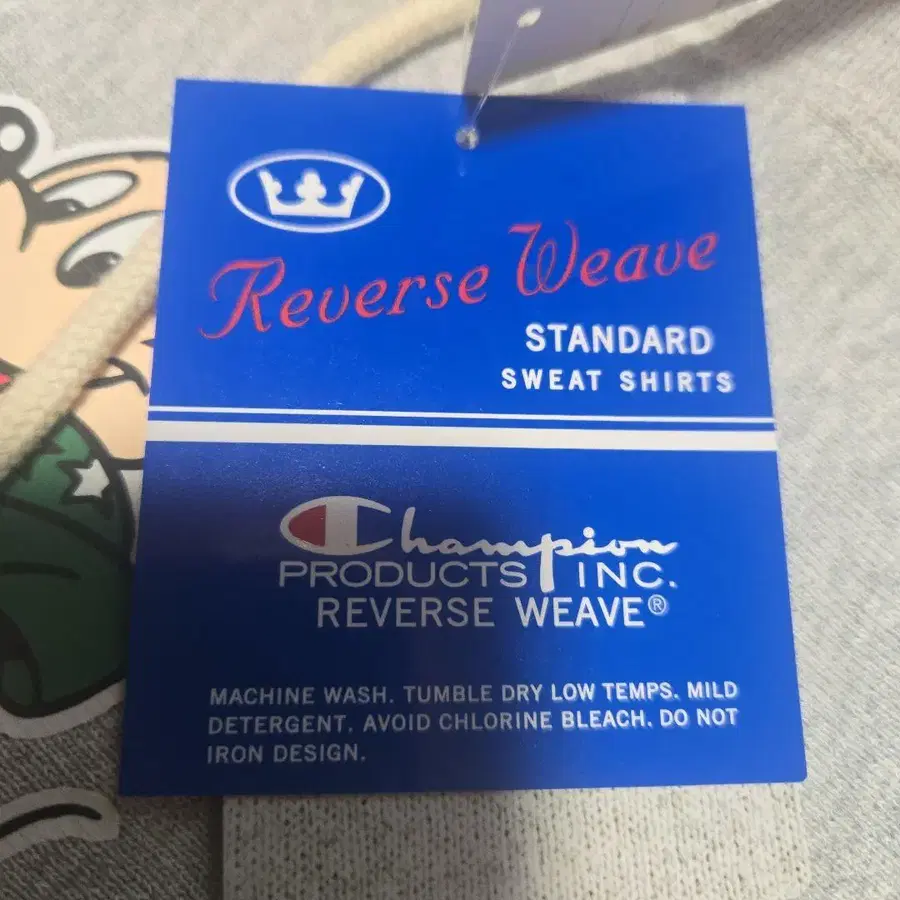 Reverse Weave
STANDARD
SWEAT SHIRTS
Champion
PRODUCTS INC.
REVERSE WEAVE®
MACHINE WASH. TUMBLE DRY LOW TEMPS. MILD
DETERGENT. AVOID CHLORINE BLEACH. DO NOT
IRON DESIGN.